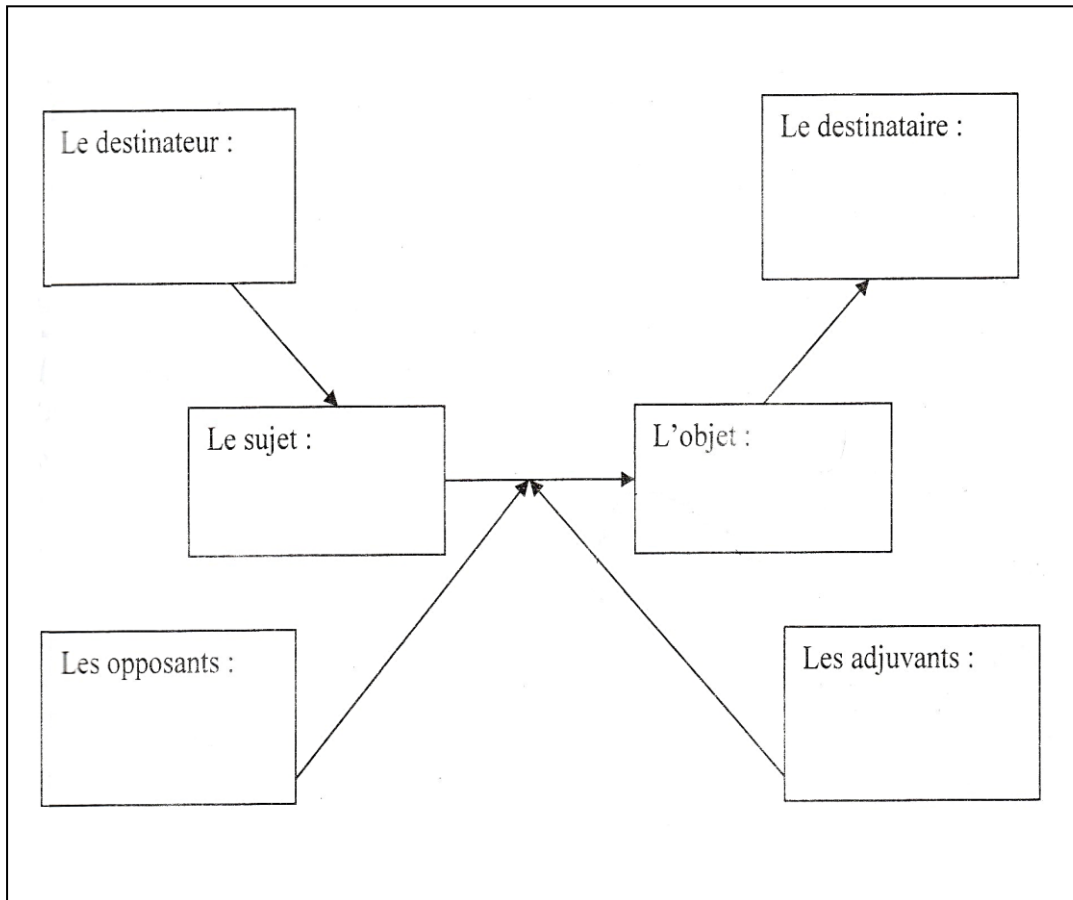 Le destinateur :
Le destinataire :
Le sujet :
L'objet :
Les opposants :
Les adjuvants :